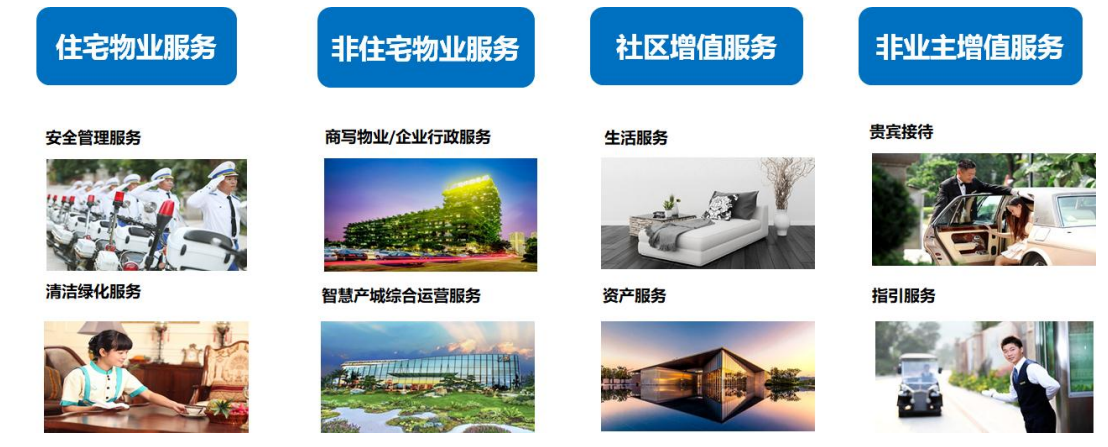 住宅物业服务
非住宅物业服务
社区增值服务
非业主增值服务
安全管理服务
商写物业/企业行政服务
生活服务
贵宾接待
清洁绿化服务
智慧产城综合运营服务
资产服务
指引服务